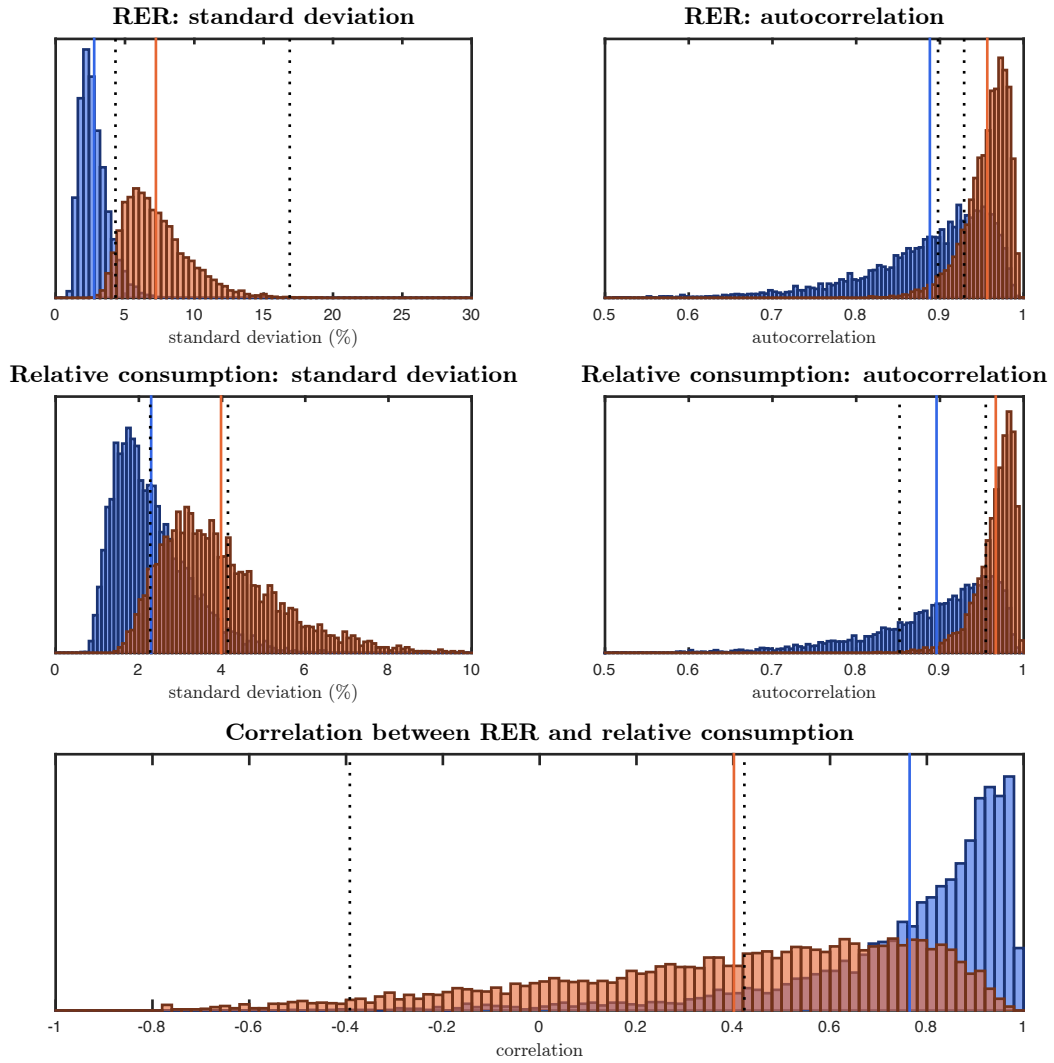 RER: standard deviation
RER: autocorrelation
0 5 10 15 20 25 30
0.5 0.6 0.7 0.8 0.9 1
standard deviation (%)
autocorrelation
Relative consumption: standard deviation
Relative consumption: autocorrelation
0 2 4 6 8 10
0.5 0.6 0.7 0.8 0.9 1
standard deviation (%)
autocorrelation
Correlation between RER and relative consumption
-1 -0.8 -0.6 -0.4 -0.2 0 0.2 0.4 0.6 0.8 1
correlation